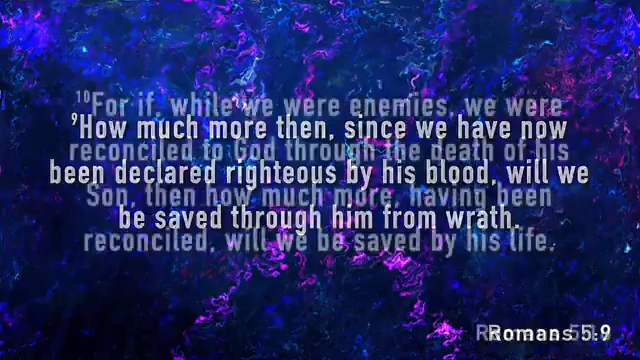 ¹⁰For if, while we were enemies, we were
⁹How much more then, since we have now
reconciled to God through the death of his
been declared righteous by his blood, will we
Son, then how much more, having been
be saved through him from wrath.
reconciled, will we be saved by his life.
Romans 5:9